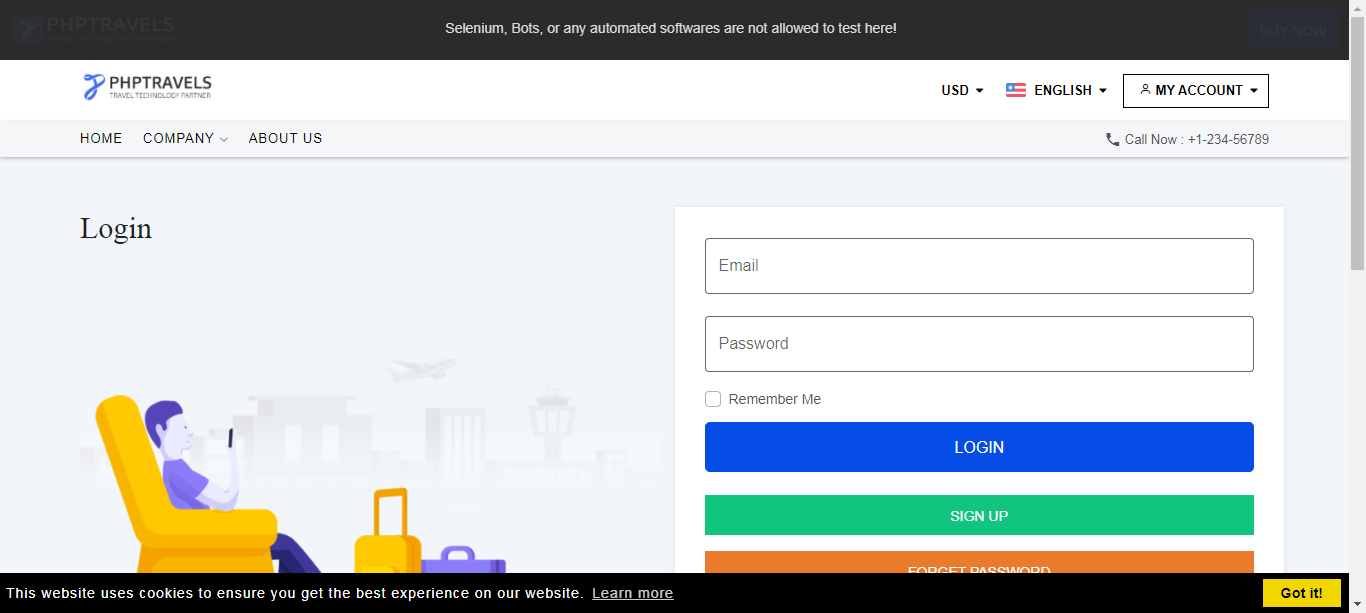 PHPTRAVELS
TRAVEL TECHNOLOGY PARTNER
Selenium, Bots, or any automated softwares are not allowed to test here!
BUY NOW
PHPTRAVELS
TRAVEL TECHNOLOGY PARTNER
USD
ENGLISH
MY ACCOUNT
HOME
COMPANY
ABOUT US
Call Now : +1-234-56789
Login
Email
Password
Remember Me
LOGIN
SIGN UP
FORGET PASSWORD
This website uses cookies to ensure you get the best experience on our website. Learn more
Got it!